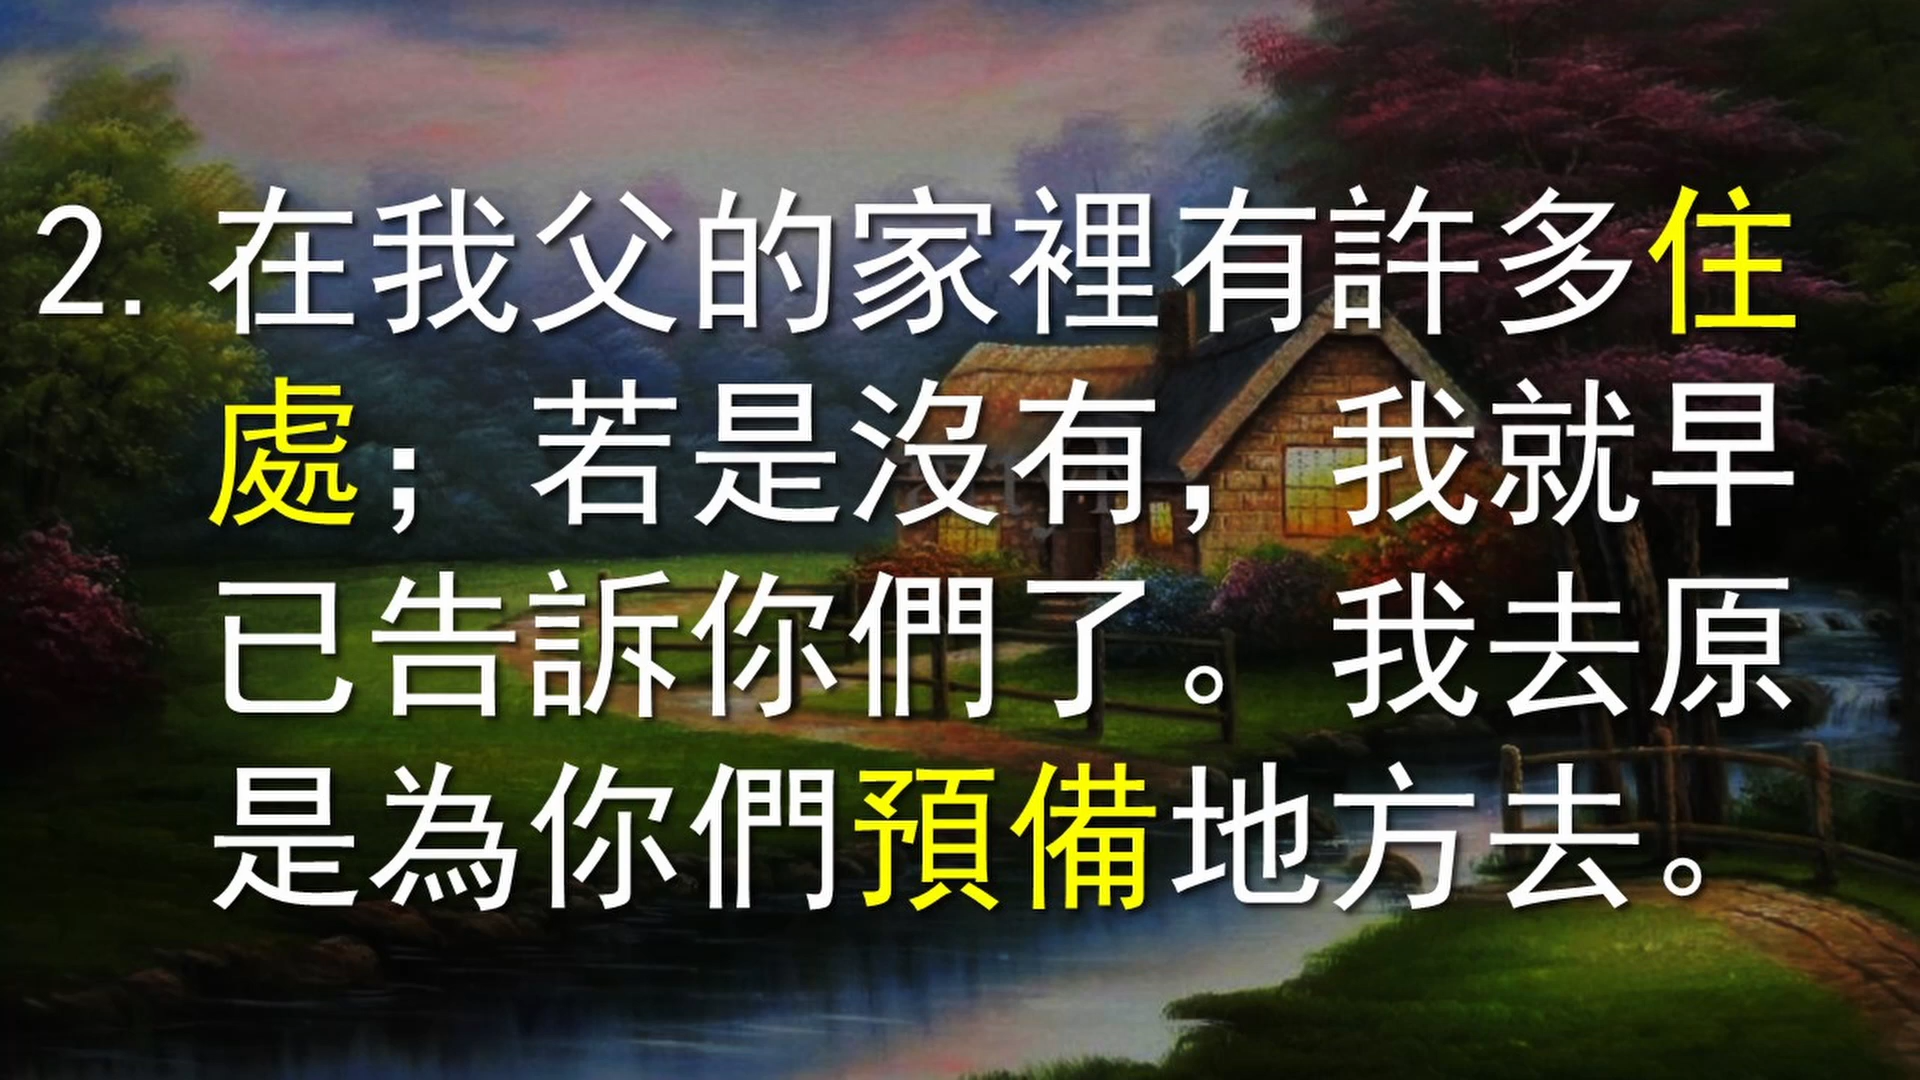 2. 在我父的家裡有許多住
處；若是沒有，我就早
已告訴你們了。我去原
是為你們預備地方去。